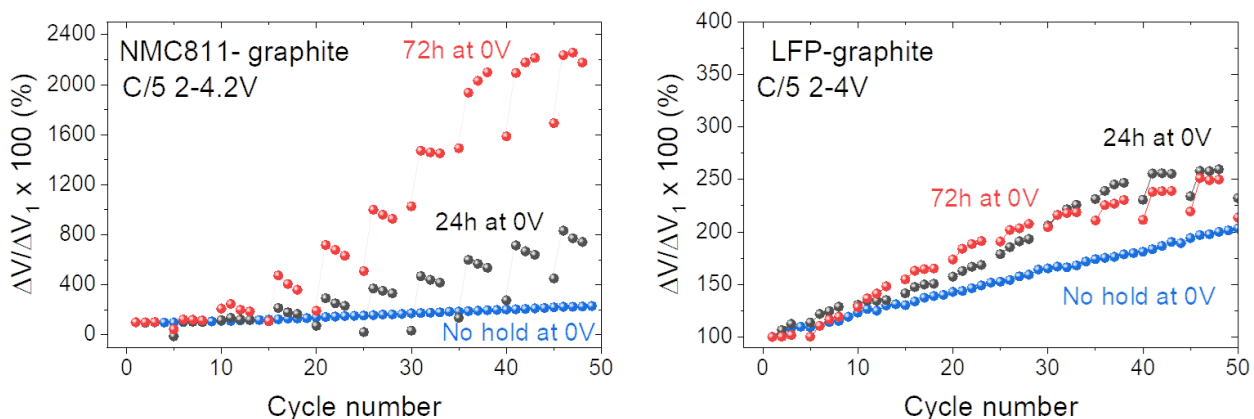 ΔV/ΔV₁ x 100 (%)
2400
2000
1600
1200
800
400
0
NMC811- graphite
C/5 2-4.2V
72h at 0V
24h at 0V
No hold at 0V
0 10 20 30 40 50
Cycle number
ΔV/ΔV₁ x 100 (%)
400
350
300
250
200
150
100
LFP-graphite
C/5 2-4V
24h at 0V
72h at 0V
No hold at 0V
0 10 20 30 40 50
Cycle number